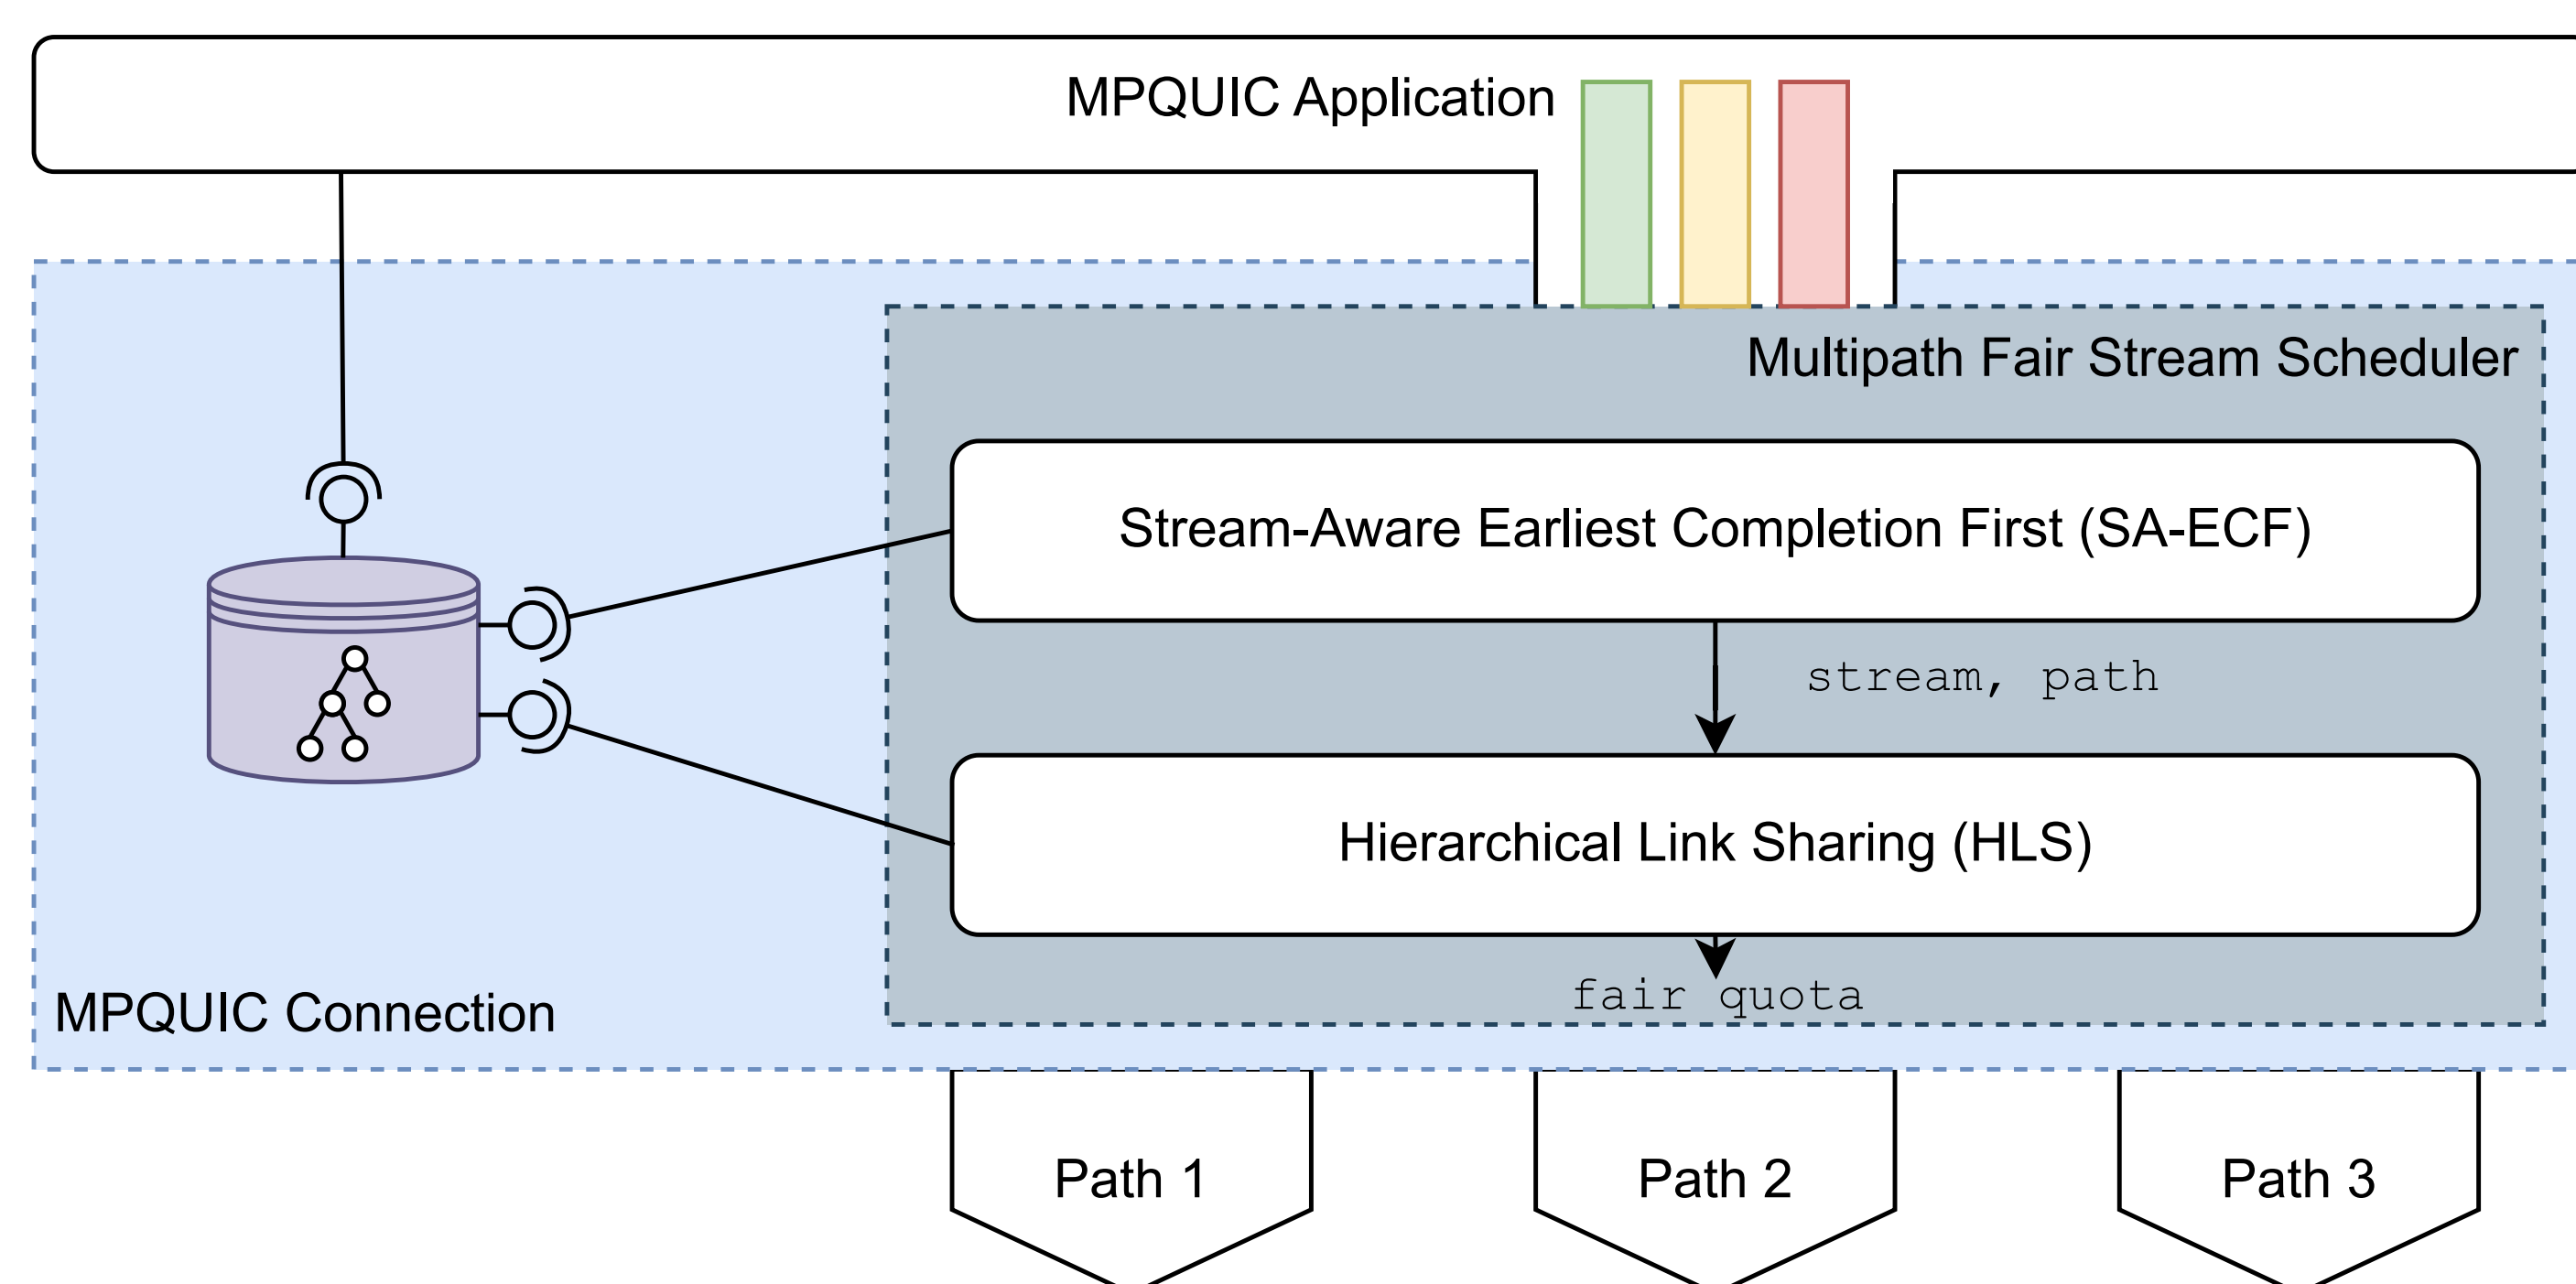 MPQUIC Application
Multipath Fair Stream Scheduler
Stream-Aware Earliest Completion First (SA-ECF)
stream, path
Hierarchical Link Sharing (HLS)
fair quota
MPQUIC Connection
Path 1
Path 2
Path 3